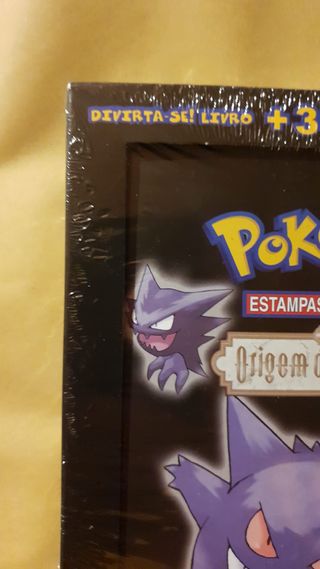 DIVIRTA-SE! LIVRO + 3
POK
ESTAMPAS
Origem